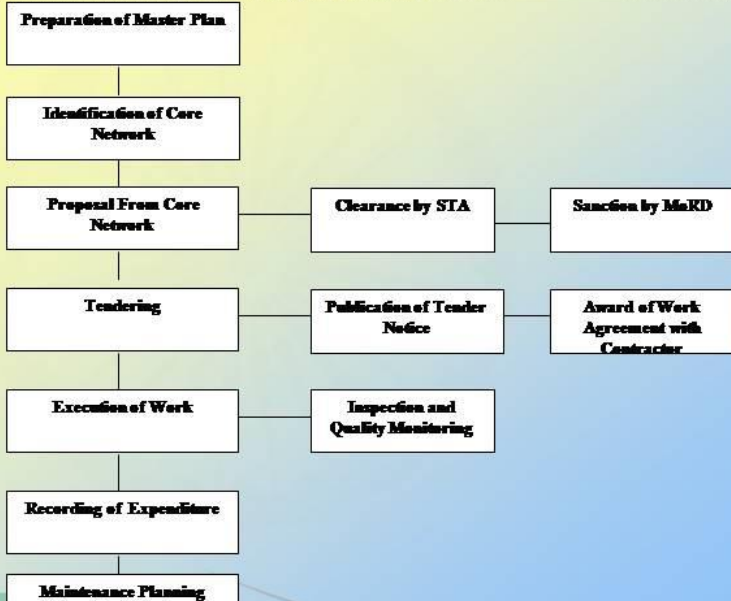 Preparation of Master Plan
Identification of Core
Network
Proposal From Core
Network
Clearance by STA
Sanction by MoRD
Tendering
Publication of Tender
Notice
Award of Work
Agreement with
Contractor
Execution of Work
Inspection and
Quality Monitoring
Recording of Expenditure
Maintenance Planning